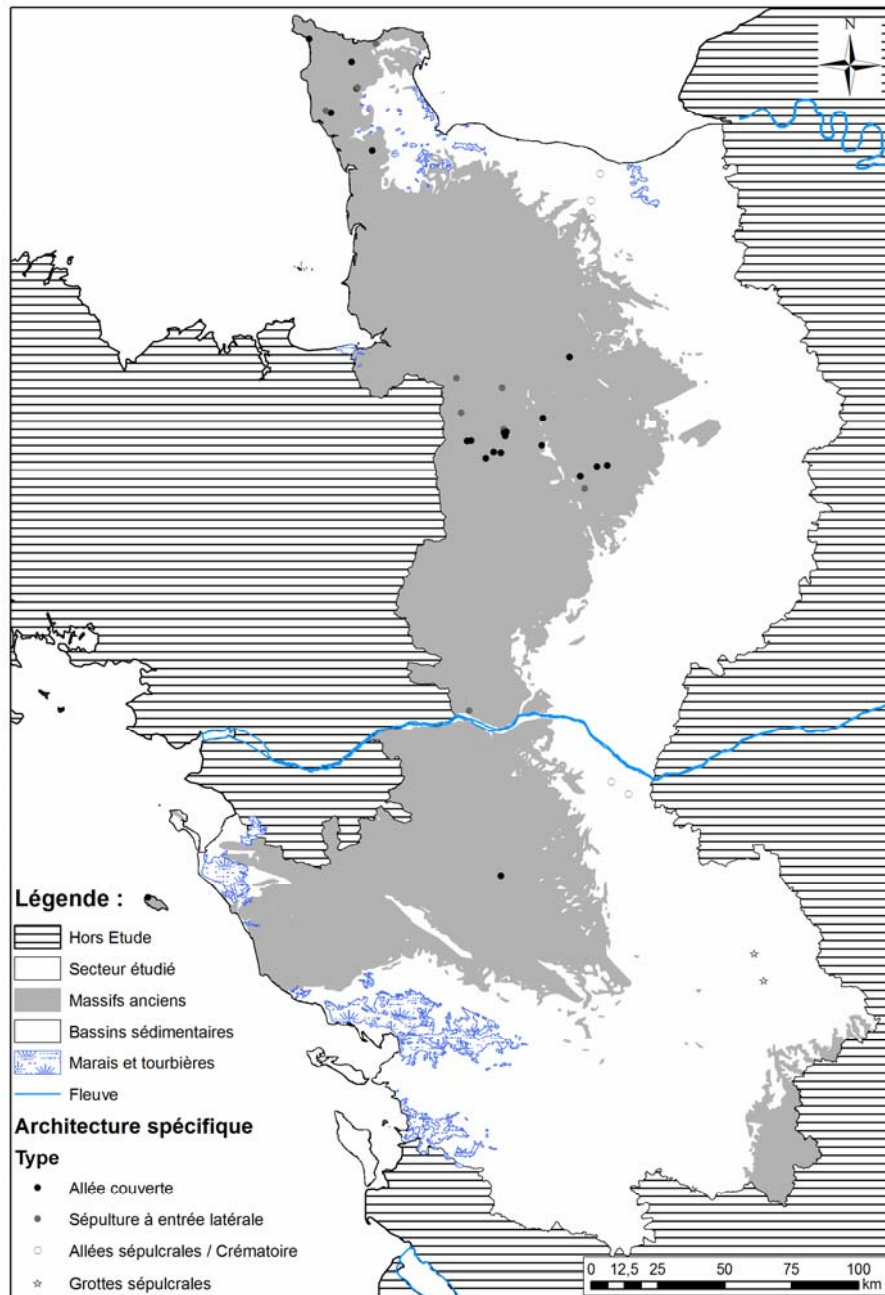 N
Légende :
Hors Etude
Secteur étudié
Massifs anciens
Bassins sédimentaires
Marais et tourbières
Fleuve
Architecture spécifique
Type
Allée couverte
Sépulture à entrée latérale
Allées sépulcrales / Crématoire
Grottes sépulcrales
0 12,5 25 50 75 100
km